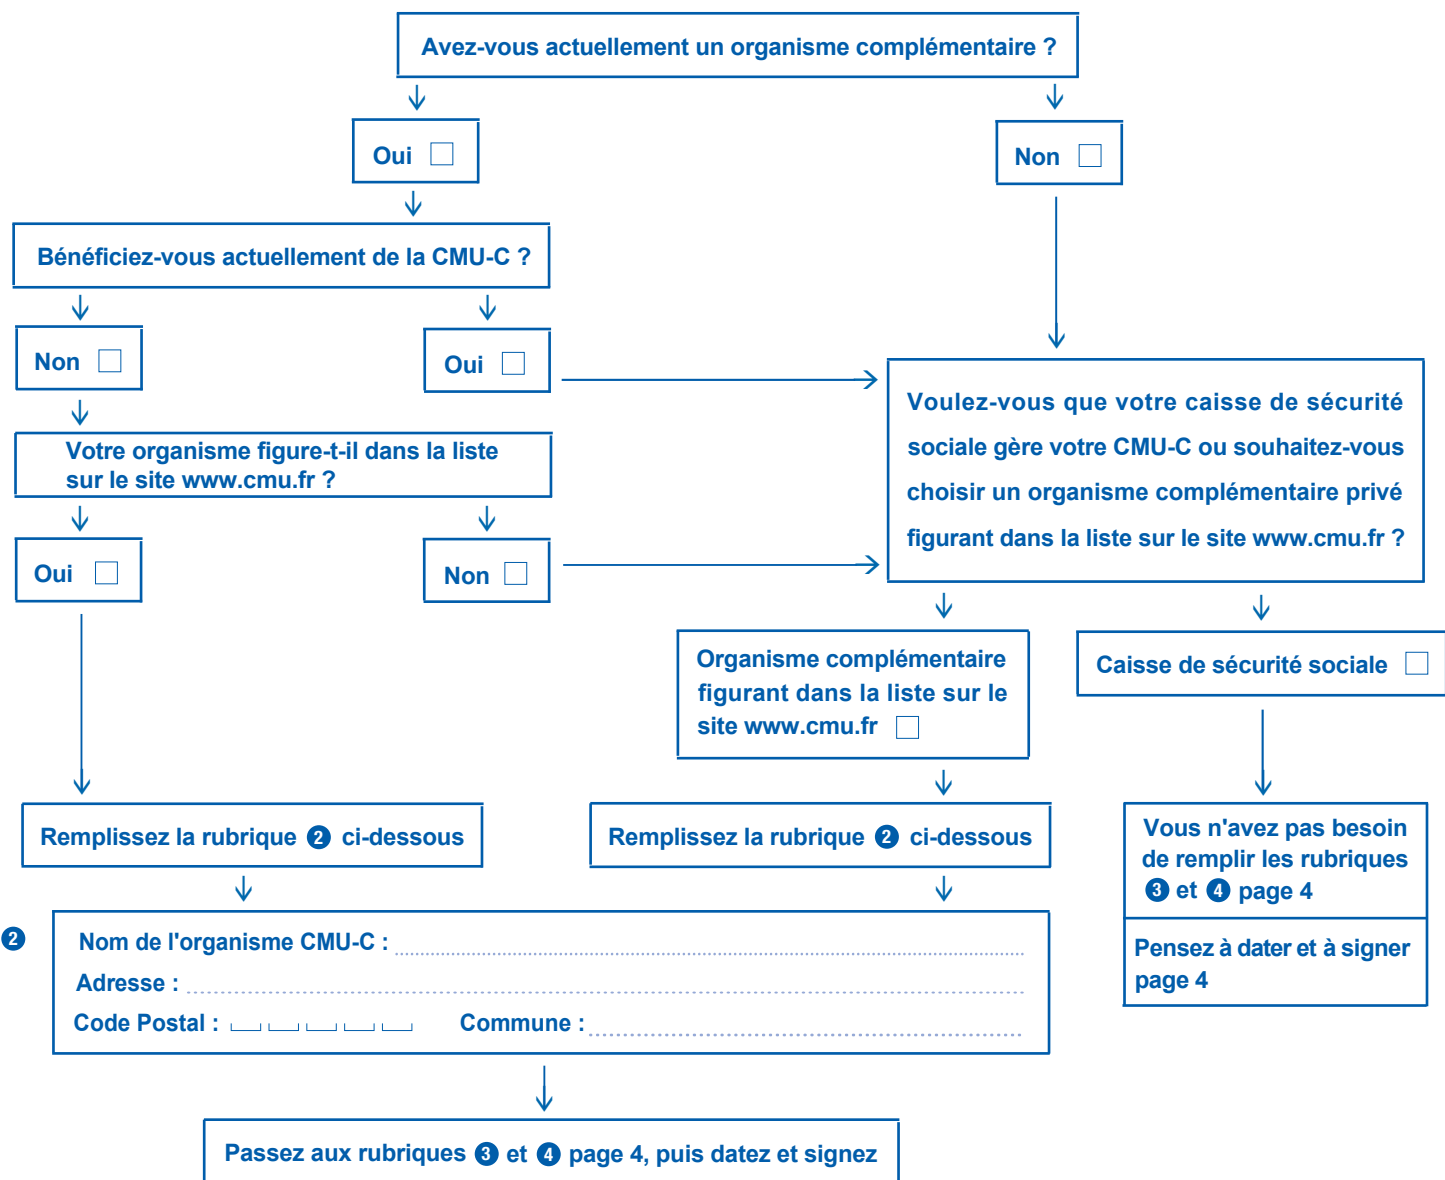 Avez-vous actuellement un organisme complémentaire ?
Oui
Non
Bénéficiez-vous actuellement de la CMU-C ?
Non
Oui
Votre organisme figure-t-il dans la liste
sur le site www.cmu.fr ?
Oui
Non
Voulez-vous que votre caisse de sécurité
sociale gère votre CMU-C ou souhaitez-vous
choisir un organisme complémentaire privé
figurant dans la liste sur le site www.cmu.fr ?
Organisme complémentaire
figurant dans la liste sur le
site www.cmu.fr
Caisse de sécurité sociale
Remplissez la rubrique 2 ci-dessous
Remplissez la rubrique 2 ci-dessous
Vous n'avez pas besoin
de remplir les rubriques
3 et 4 page 4
Pensez à dater et à signer
page 4
2
Nom de l'organisme CMU-C :
Adresse :
Code Postal : Commune :
Passez aux rubriques 3 et 4 page 4, puis datez et signez